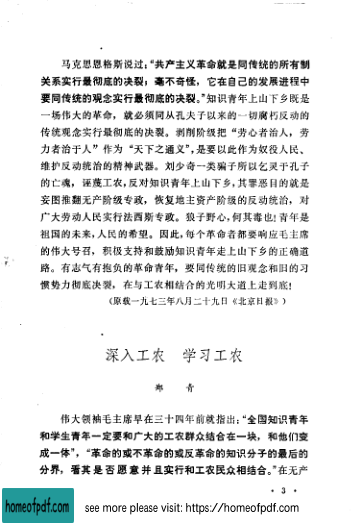 马克思恩格斯说过：“共产主义革命就是同传统的所有制
关系实行最彻底的决裂；毫不奇怪，它在自己的发展进程中
要同传统的观念实行最彻底的决裂。”知识青年上山下乡既是
一场伟大的革命，就必须同从孔夫子以来的一切腐朽反动的
传统观念实行最彻底的决裂。剥削阶级把“劳心者治人，劳
力者治于人”作为“天下之通义”，是要以此作为奴役人民、
维护反动统治的精神武器。刘少奇一类骗子所以乞灵于孔子
的亡魂，诬蔑工农，反对知识青年上山下乡，其罪恶目的就是
妄图推翻无产阶级专政，恢复地主资产阶级的反动统治，对
广大劳动人民实行法西斯专政。狼子野心，何其毒也！青年是
祖国的未来，人民的希望。因此，每个革命者都要响应毛主席
的伟大号召，积极支持和鼓励知识青年走上山下乡的正确道
路。有志气有抱负的革命青年，要同传统的旧观念和旧的习
惯势力彻底决裂，在与工农相结合的光明大道上走到底！
（原载一九七三年八月二十九日《北京日报》）
深入工农 学习工农
郑 青
伟大领袖毛主席早在三十四年前就指出：“全国知识青年
和学生青年一定要和广大的工农群众结合在一块，和他们变
成一体”，“革命的或不革命的或反革命的知识分子的最后的
分界，看其是否愿意并且实行和工农民众相结合。”在无产
· 3 ·
homeofpdf.com
see more please visit: https://homeofpdf.com